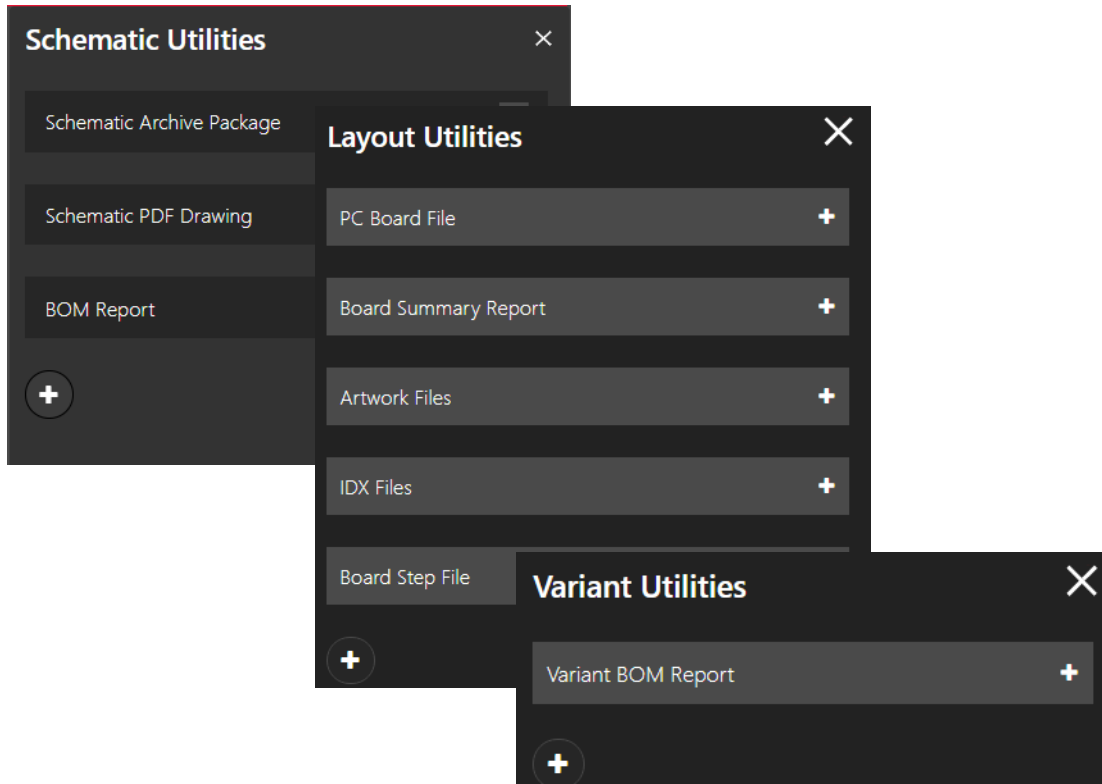 Schematic Utilities
Schematic Archive Package
Schematic PDF Drawing
BOM Report
Layout Utilities
PC Board File
Board Summary Report
Artwork Files
IDX Files
Board Step File
Variant Utilities
Variant BOM Report